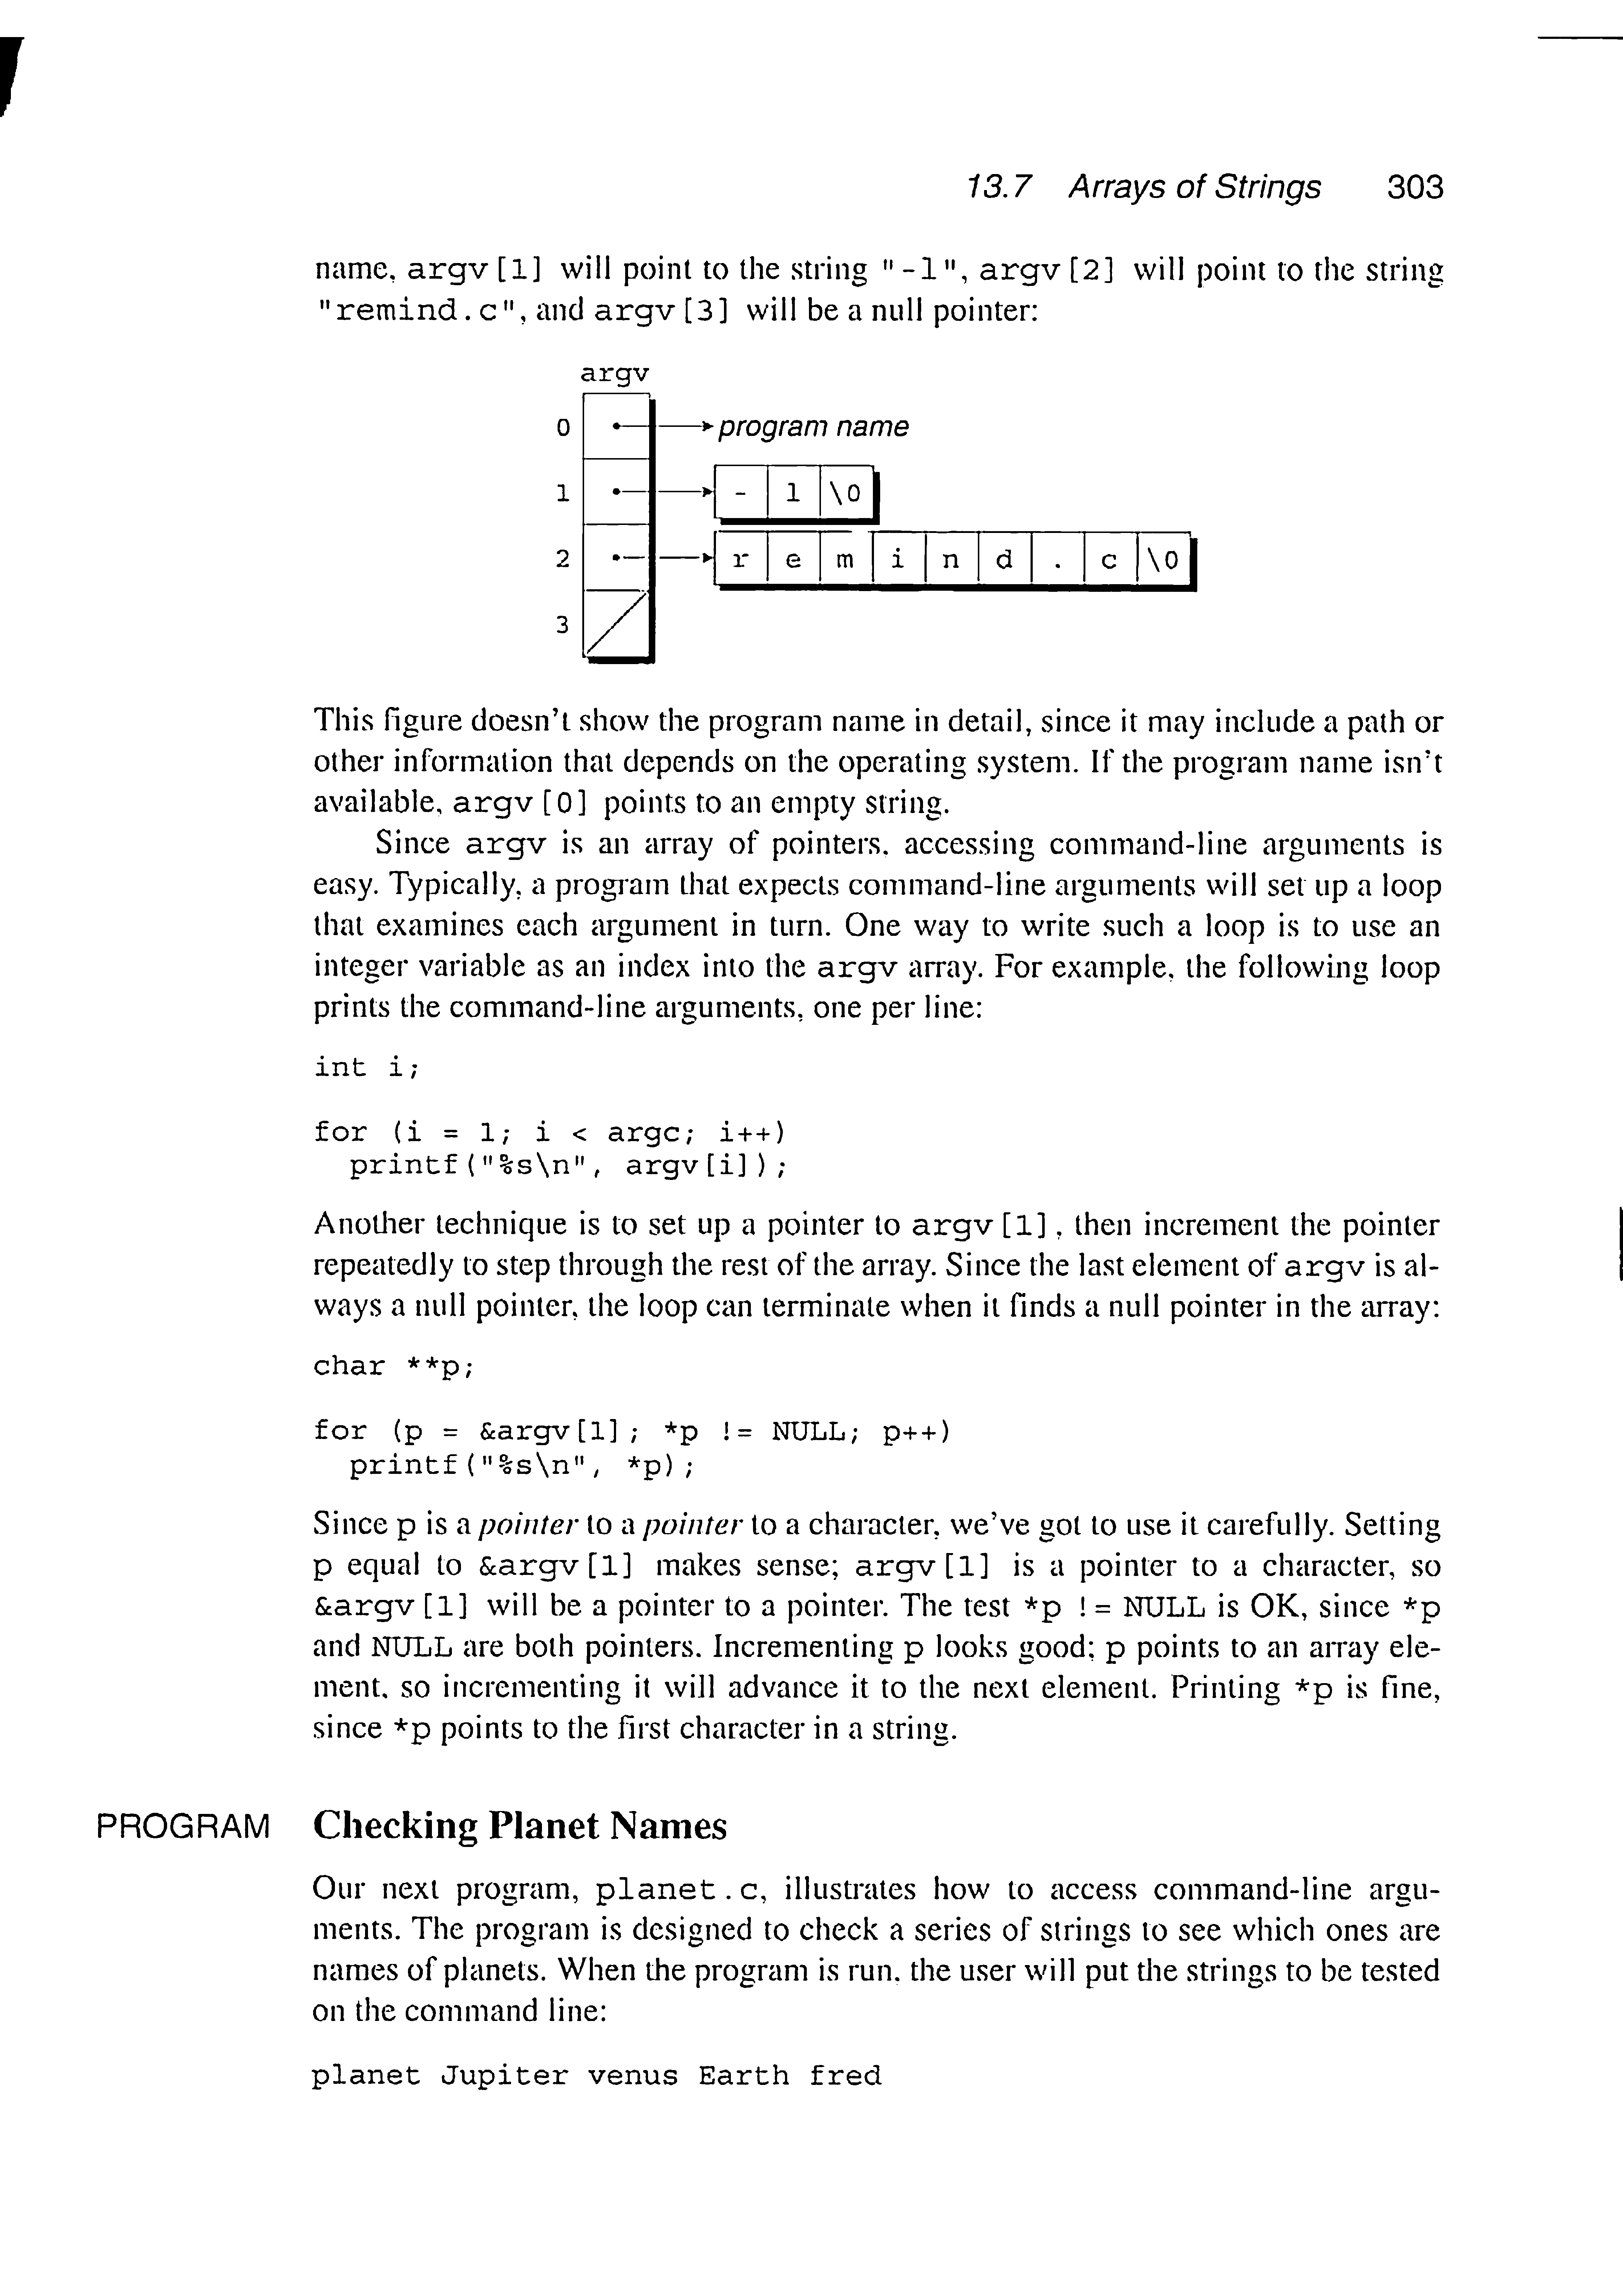 13.7 Arrays of Strings 303
name, argv[1] will point to the string "-l", argv[2] will point to the string
"remind.c", and argv[3] will be a null pointer:
argv
0 program name
1 - l \0
2 r e m i n d . c \0
3
This figure doesn't show the program name in detail, since it may include a path or
other information that depends on the operating system. If the program name isn't
available, argv[0] points to an empty string.
Since argv is an array of pointers, accessing command-line arguments is
easy. Typically, a program that expects command-line arguments will set up a loop
that examines each argument in turn. One way to write such a loop is to use an
integer variable as an index into the argv array. For example, the following loop
prints the command-line arguments, one per line:
int i;
for (i = 1; i < argc; i++)
  printf("%s\n", argv[i]);
Another technique is to set up a pointer to argv[1], then increment the pointer
repeatedly to step through the rest of the array. Since the last element of argv is al-
ways a null pointer, the loop can terminate when it finds a null pointer in the array:
char **p;
for (p = &argv[1]; *p != NULL; p++)
  printf("%s\n", *p);
Since p is a pointer to a pointer to a character, we've got to use it carefully. Setting
p equal to &argv[1] makes sense; argv[1] is a pointer to a character, so
&argv[1] will be a pointer to a pointer. The test *p != NULL is OK, since *p
and NULL are both pointers. Incrementing p looks good; p points to an array ele-
ment, so incrementing it will advance it to the next element. Printing *p is fine,
since *p points to the first character in a string.
PROGRAM Checking Planet Names
Our next program, planet.c, illustrates how to access command-line argu-
ments. The program is designed to check a series of strings to see which ones are
names of planets. When the program is run, the user will put the strings to be tested
on the command line:
planet Jupiter venus Earth fred